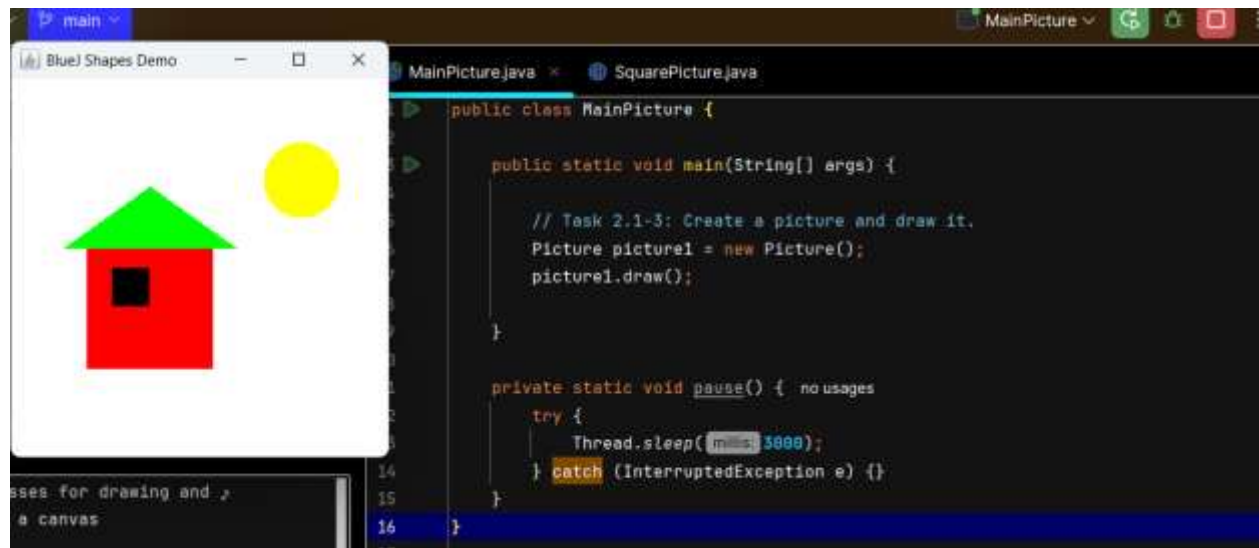 main
MainPicture
BlueJ Shapes Demo
MainPicture.java
SquarePicture.java
public class MainPicture {
public static void main(String[] args) {
// Task 2.1-3: Create a picture and draw it.
Picture picture1 = new Picture();
picture1.draw();
}
private static void pause() { no usages
try {
Thread.sleep( millis: 3000);
14 } catch (InterruptedException e) {}
15 }
16 }
sses for drawing and
a canvas